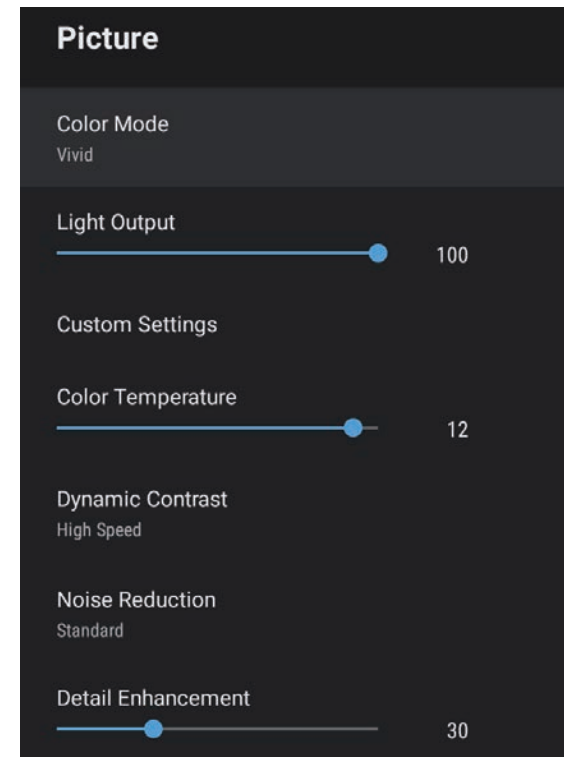 Picture
Color Mode
Vivid
Light Output
100
Custom Settings
Color Temperature
12
Dynamic Contrast
High Speed
Noise Reduction
Standard
Detail Enhancement
30